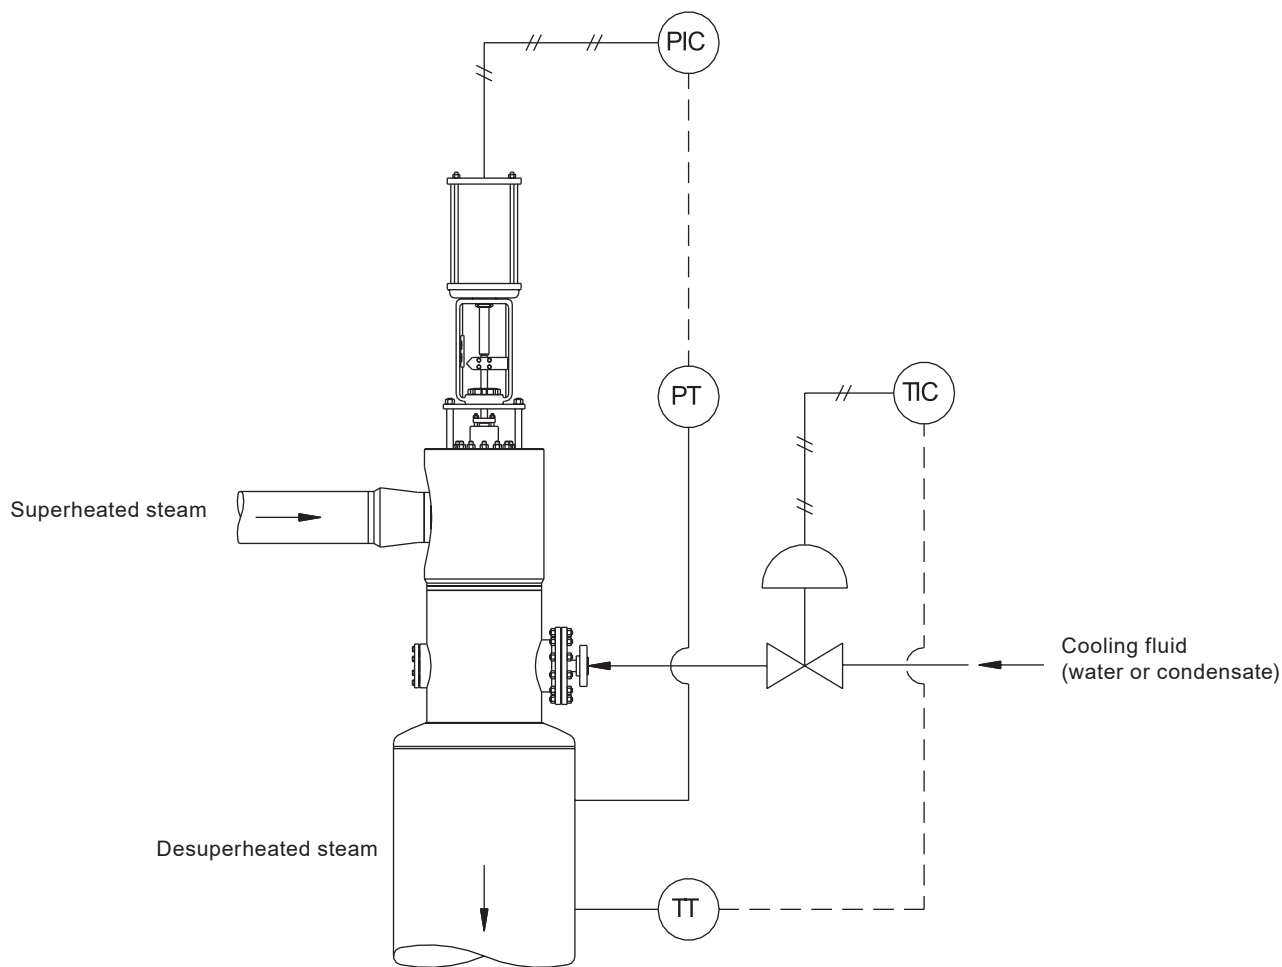 PIC
PT
TIC
Superheated steam
Cooling fluid
(water or condensate)
Desuperheated steam
TT